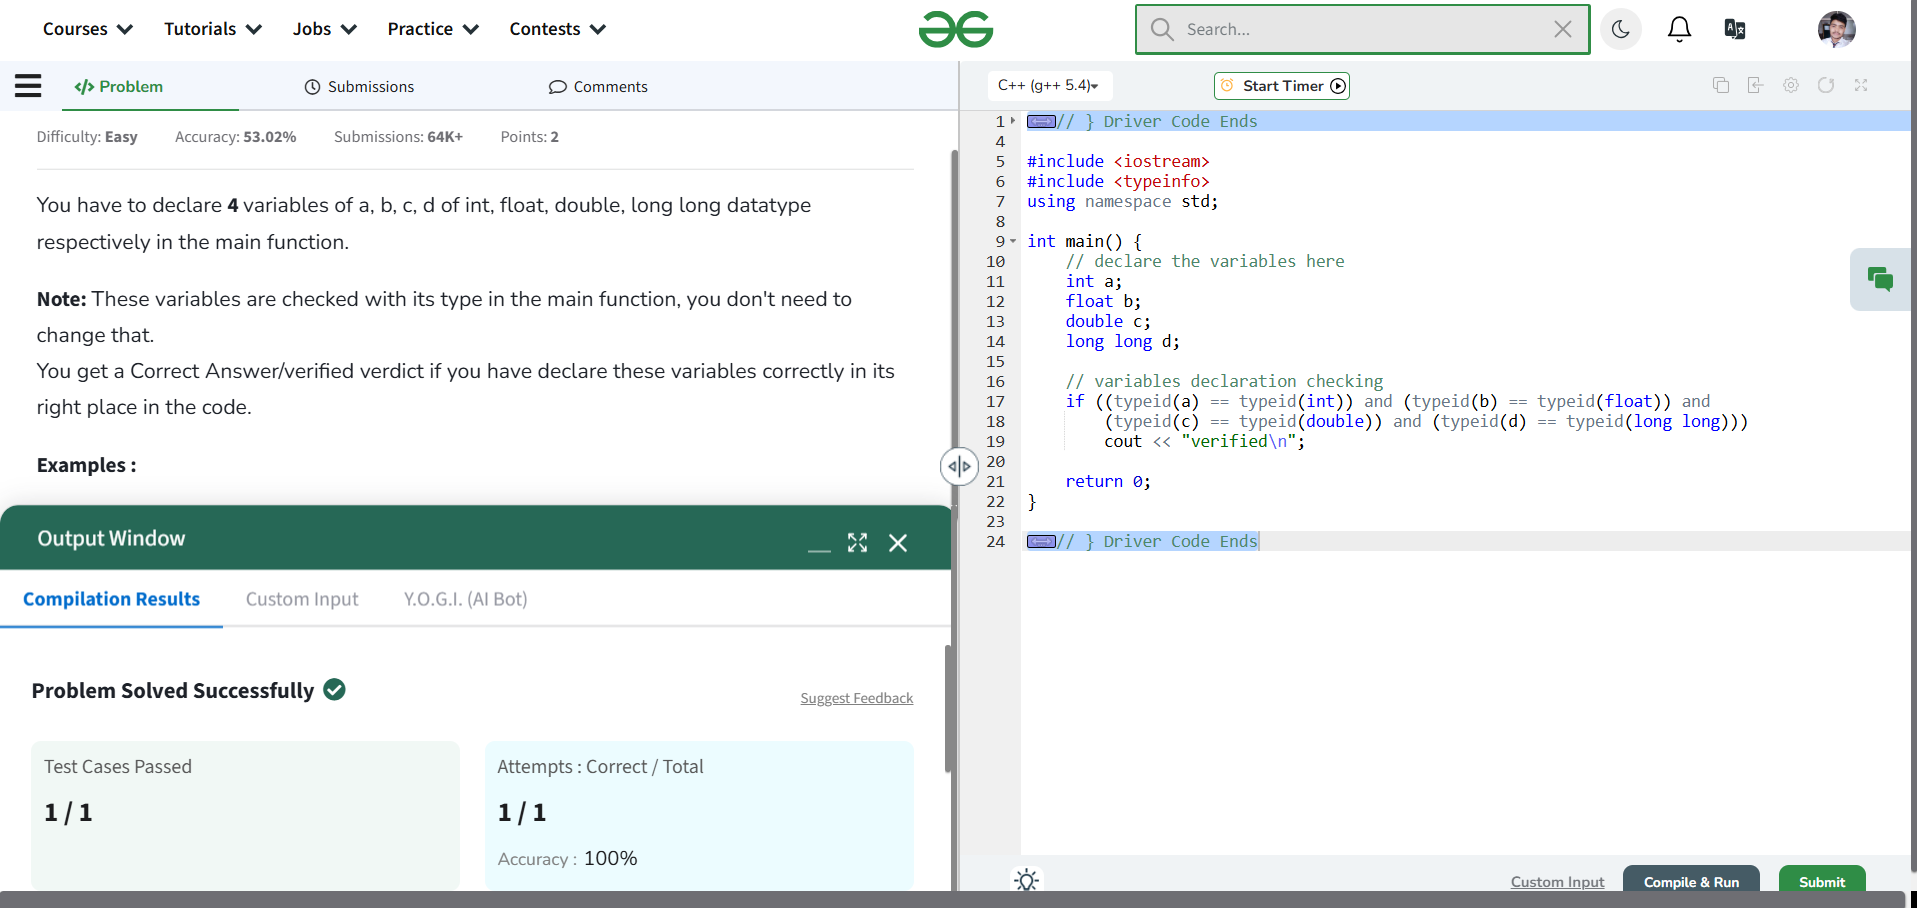 Courses Tutorials Jobs Practice Contests
Search...
Problem Submissions Comments
Difficulty: Easy Accuracy: 53.02% Submissions: 64K+ Points: 2
You have to declare 4 variables of a, b, c, d of int, float, double, long long datatype
respectively in the main function.
Note: These variables are checked with its type in the main function, you don't need to
change that.
You get a Correct Answer/verified verdict if you have declare these variables correctly in its
right place in the code.
Examples :
Output Window
Compilation Results Custom Input Y.O.G.I. (AI Bot)
Problem Solved Successfully
Suggest Feedback
Test Cases Passed
1 / 1
Attempts : Correct / Total
1 / 1
Accuracy : 100%
C++ (g++ 5.4)
Start Timer
1 // } Driver Code Ends
4
5 #include <iostream>
6 #include <typeinfo>
7 using namespace std;
8
9 int main() {
10 // declare the variables here
11 int a;
12 float b;
13 double c;
14 long long d;
15
16 // variables declaration checking
17 if ((typeid(a) == typeid(int)) and (typeid(b) == typeid(float)) and
18 (typeid(c) == typeid(double)) and (typeid(d) == typeid(long long)))
19 cout << "verified\n";
20
21 return 0;
22 }
23
24 // } Driver Code Ends
Custom Input Compile & Run Submit